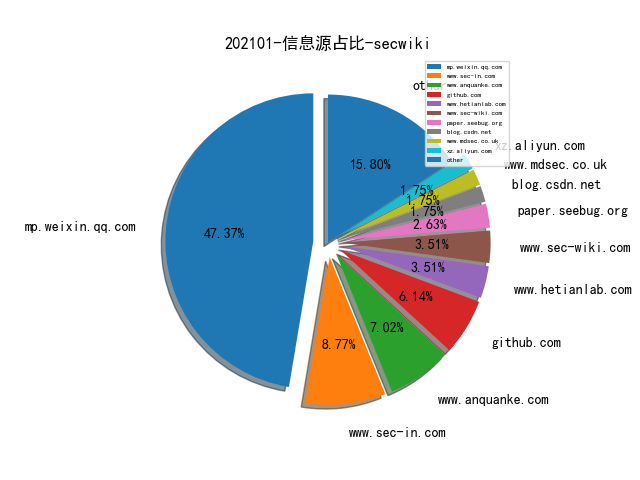 202101-信息源占比-secwiki
mp.weixin.qq.com
www.sec-in.com
www.anquanke.com
github.com
www.hetianlab.com
www.sec-wiki.com
paper.seebug.org
blog.csdn.net
www.mdsec.co.uk
xz.aliyun.com
other
15.80%
xz.aliyun.com
1.75%
www.mdsec.co.uk
1.75%
blog.csdn.net
1.75%
paper.seebug.org
2.63%
mp.weixin.qq.com
47.37%
www.sec-wiki.com
3.51%
www.hetianlab.com
3.51%
github.com
6.14%
www.anquanke.com
7.02%
www.sec-in.com
8.77%